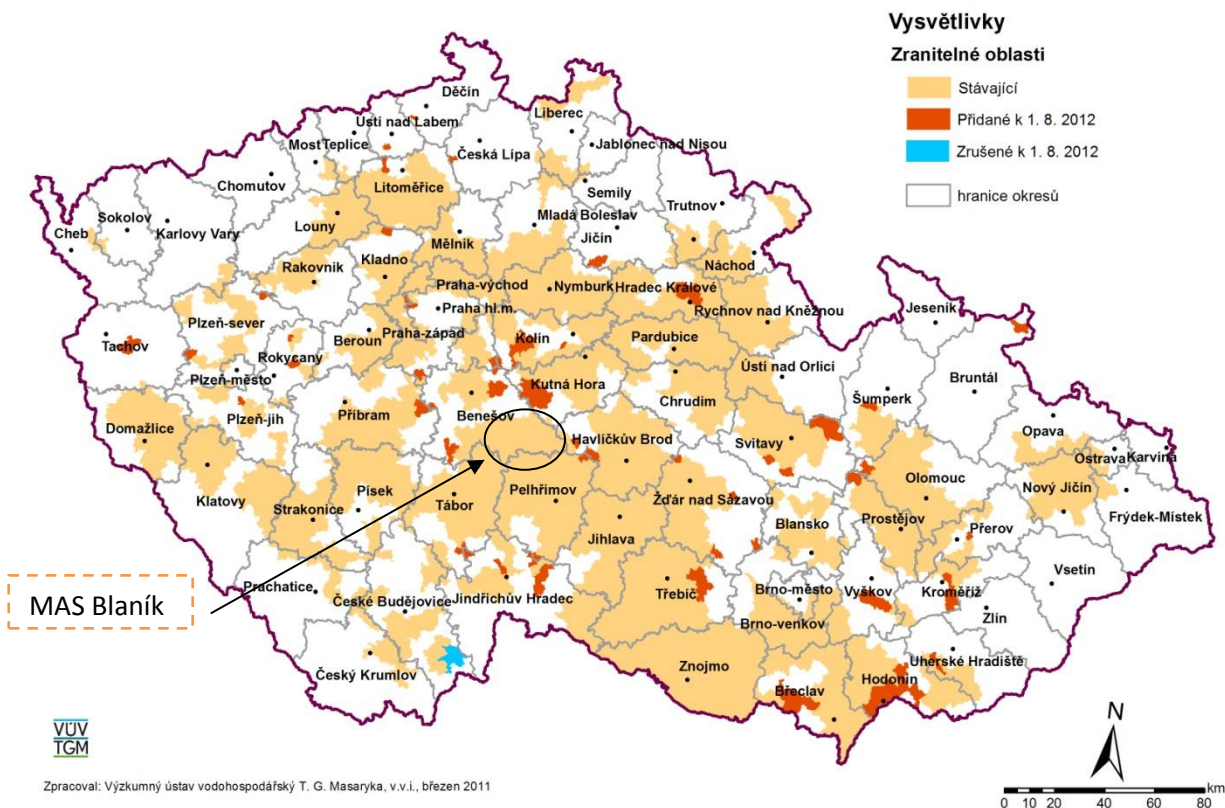 Vysvětlivky
Zranitelné oblasti
Stávající
Přidané k 1. 8. 2012
Zrušené k 1. 8. 2012
hranice okresů
Děčín
Ústí nad Labem
Liberec
Most
Teplice
Jablonec nad Nisou
Česká Lípa
Chomutov
Litoměřice
Semily
Trutnov
Sokolov
Mladá Boleslav
Louny
Cheb
Karlovy Vary
Jičín
Mělník
Rakovník
Kladno
Náchod
Praha-východ
Nymburk
Hradec Králové
Praha hl.m.
Rychnov nad Kněžnou
Jeseník
Plzeň-sever
Tachov
Beroun
Praha-západ
Kolín
Pardubice
Rokycany
Plzeň-město
Ústí nad Orlicí
Bruntál
Kutná Hora
Šumperk
Chrudim
Plzeň-jih
Příbram
Benešov
Opava
Domažlice
Havlíčkův Brod
Svitavy
Ostrava
Karviná
Klatovy
Písek
Pelhřimov
Olomouc
Nový Jičín
Strakonice
Tábor
Žďár nad Sázavou
Frýdek-Místek
Blansko
Prostějov
Přerov
Jihlava
Vsetín
Prachatice
České Budějovice
Jindřichův Hradec
Třebíč
Brno-město
Vyškov
Kroměříž
Zlín
MAS Blaník
Brno-venkov
Český Krumlov
Znojmo
Uherské Hradiště
Hodonín
Břeclav
VÚV
TGM
N
km
0 10 20 40 60 80
Zpracoval: Výzkumný ústav vodohospodářský T. G. Masaryka, v.v.i., březen 2011